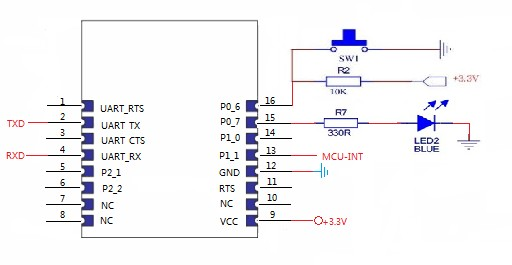 SW1
R2
10K
+3.3V
1 UART_RTS
P0_6 16
TXD 2 UART TX
P0_7 15
R7
330R
LED2
BLUE
3 UART CTS
P1_0 14
RXD 4 UART_RX
P1_1 13 MCU-INT
5 P2_1
GND 12
6 P2_2
RTS 11
7 NC
NC 10
8 NC
VCC 9 +3.3V